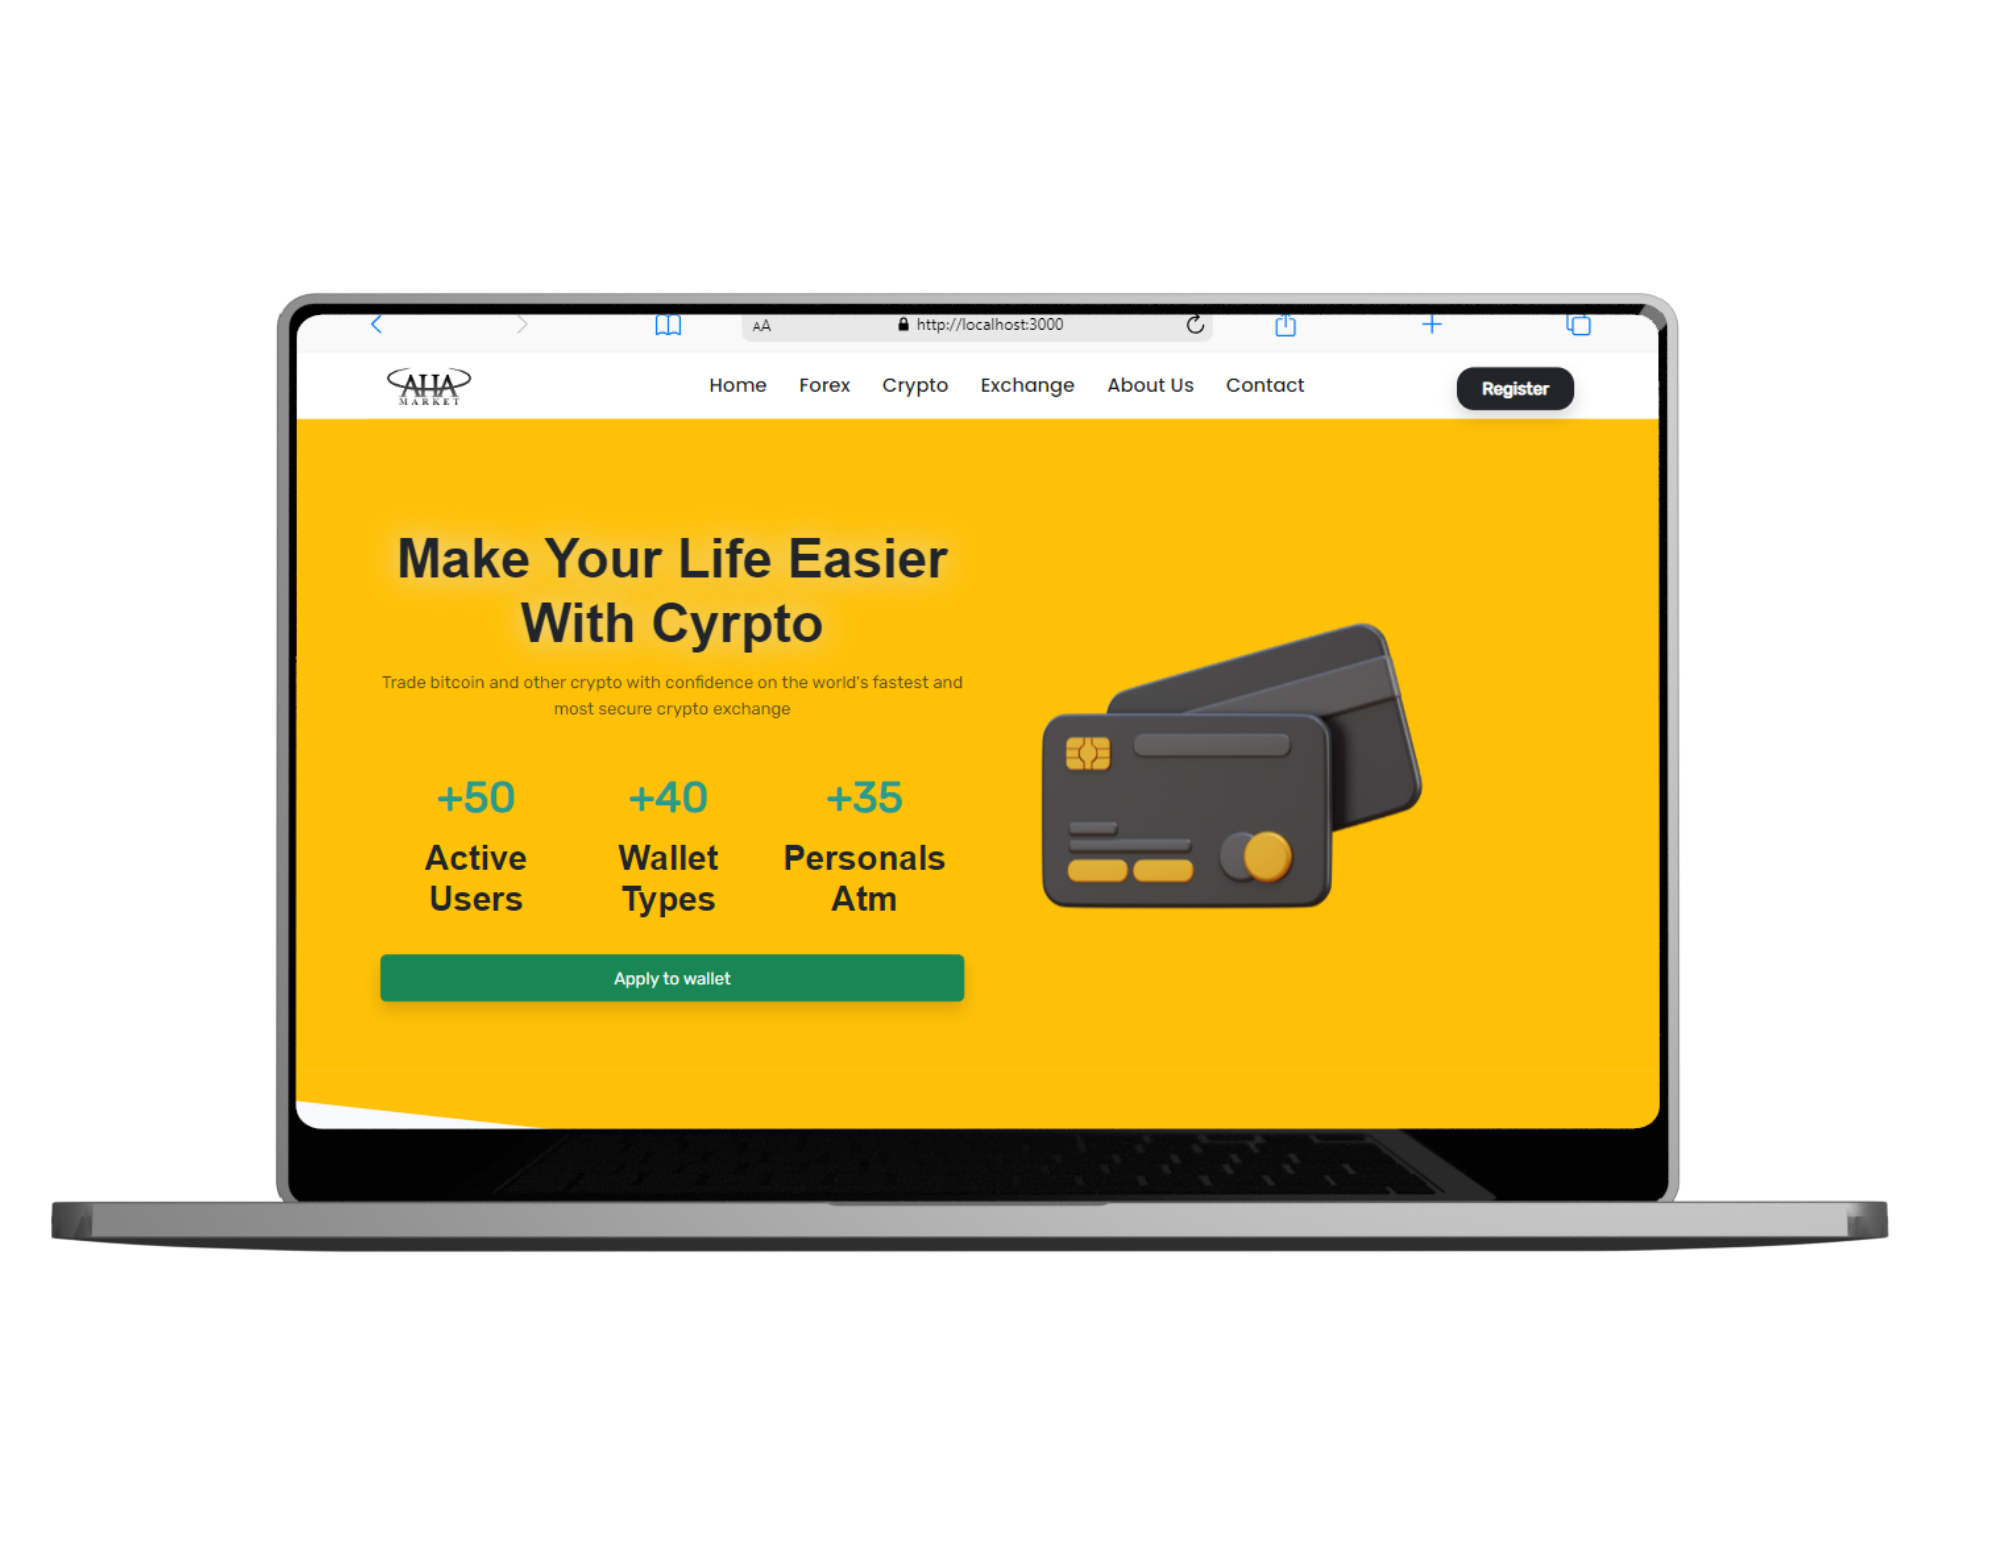 AA http://localhost:3000
AHA
MARKET
Home Forex Crypto Exchange About Us Contact
Register
Make Your Life Easier
With Cyrpto
Trade bitcoin and other crypto with confidence on the world's fastest and
most secure crypto exchange
+50 +40 +35
Active Wallet Personals
Users Types Atm
Apply to wallet